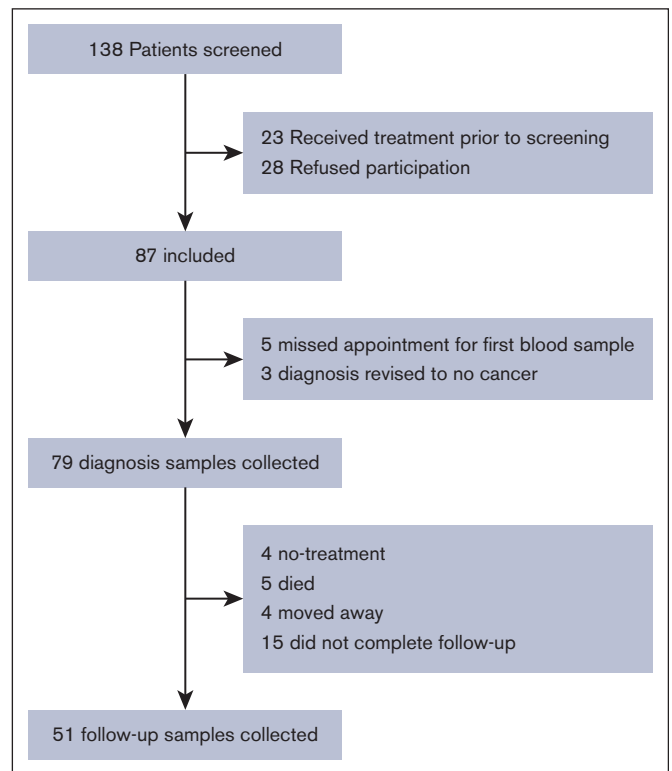 138 Patients screened
23 Received treatment prior to screening
28 Refused participation
87 included
5 missed appointment for first blood sample
3 diagnosis revised to no cancer
79 diagnosis samples collected
4 no-treatment
5 died
4 moved away
15 did not complete follow-up
51 follow-up samples collected